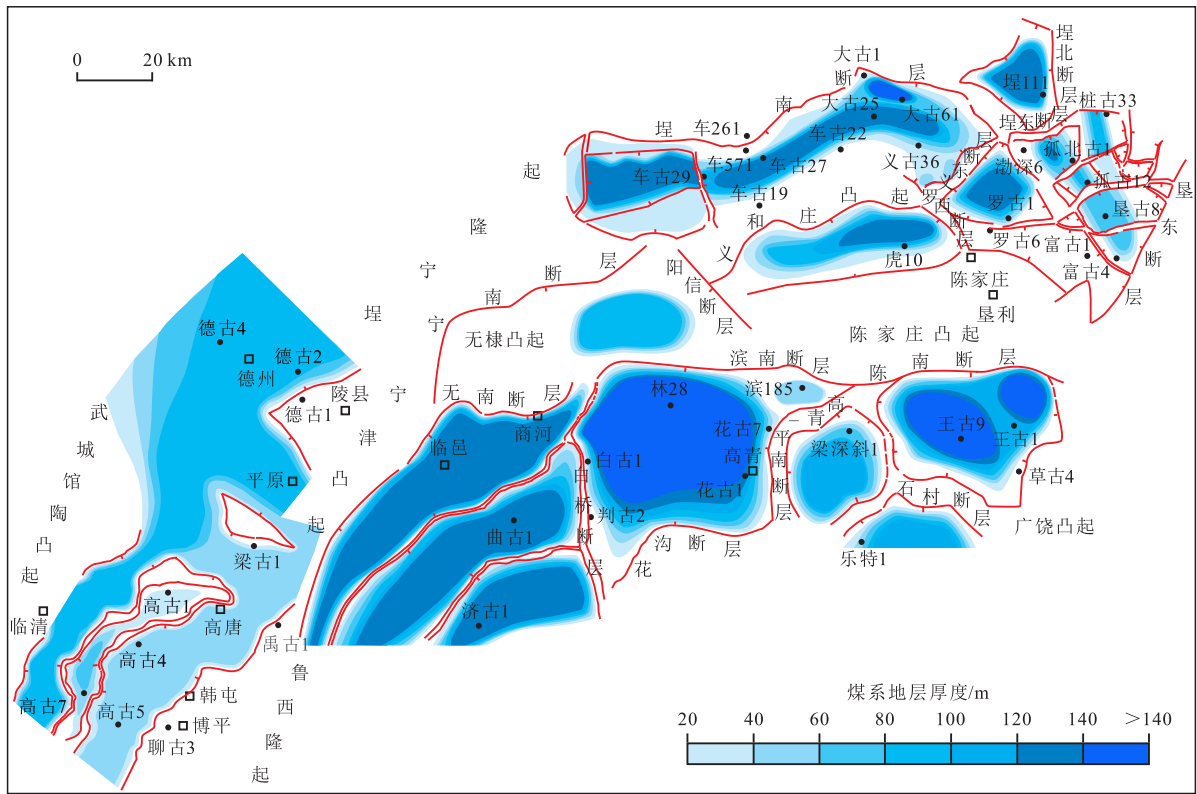 0 20 km
大古1
埕北断层
埕南断层
埕111
桩古33
大古25
大古61
埕东断层
车261
车古22
义古36
义东断层
渤深6
孤北古1
车571
车古27
车古29
孤古12
车古19
罗古1
垦古8
垦东断层
罗西断层
罗古6
富古1
富古4
虎10
义和庄凸起
陈家庄
垦利
埕宁隆起
宁南断层
阳信断层
无棣凸起
陈家庄凸起
德古4
德古2
德州
德古1
陵县
宁津凸起
无南断层
商河
滨南断层
陈南断层
林28
滨185
高青
平南断层
高青
花古7
花古1
王古9
王古1
草古4
梁深斜1
石村断层
广饶凸起
乐特1
临邑
白古1
白桥断层
判古2
花沟断层
曲古1
济古1
武城馆陶凸起
平原
梁古1
高古1
高唐
临清
高古4
禹古1
高古7
高古5
韩屯
博平
聊古3
鲁西隆起
煤系地层厚度/m
20 40 60 80 100 120 140 >140